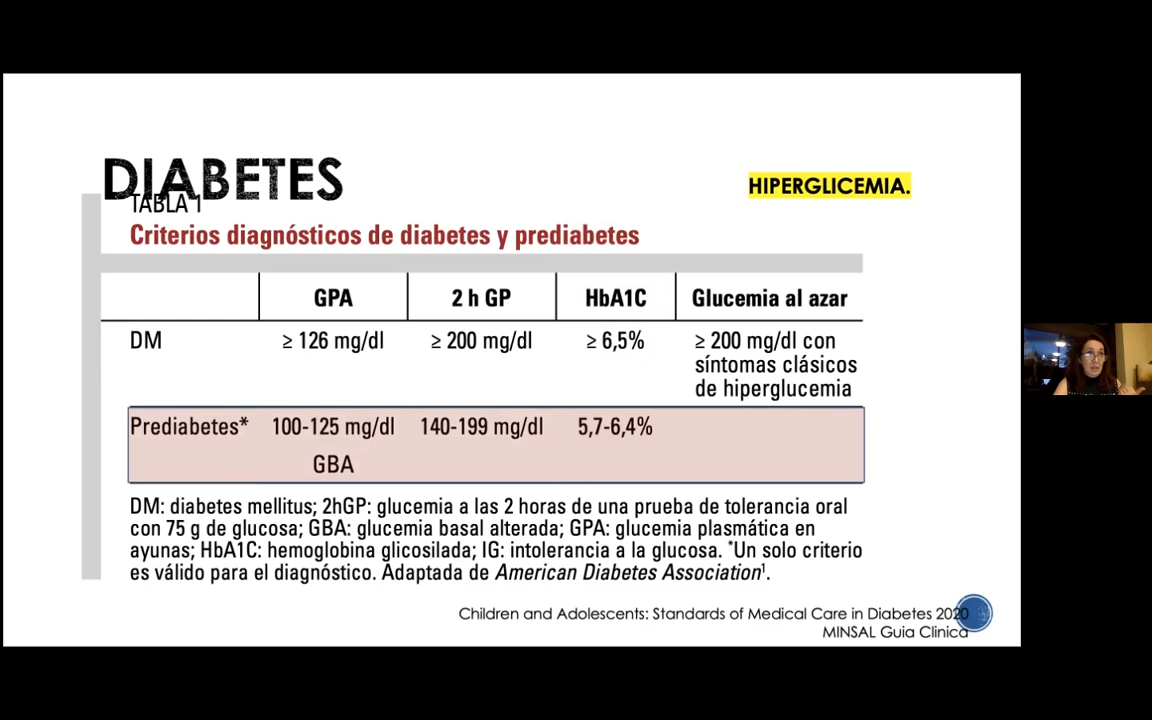 DIABETES
HIPERGLICEMIA.
TABLA 1
Criterios diagnósticos de diabetes y prediabetes
GPA 2 h GP HbA1C Glucemia al azar
DM ≥ 126 mg/dl ≥ 200 mg/dl ≥ 6,5% ≥ 200 mg/dl con
síntomas clásicos
de hiperglucemia
Prediabetes* 100-125 mg/dl 140-199 mg/dl 5,7-6,4%
GBA
DM: diabetes mellitus; 2hGP: glucemia a las 2 horas de una prueba de tolerancia oral
con 75 g de glucosa; GBA: glucemia basal alterada; GPA: glucemia plasmática en
ayunas; HbA1C: hemoglobina glicosilada; IG: intolerancia a la glucosa. *Un solo criterio
es válido para el diagnóstico. Adaptada de American Diabetes Association¹.
Children and Adolescents: Standards of Medical Care in Diabetes 2020
MINSAL Guia Clinica